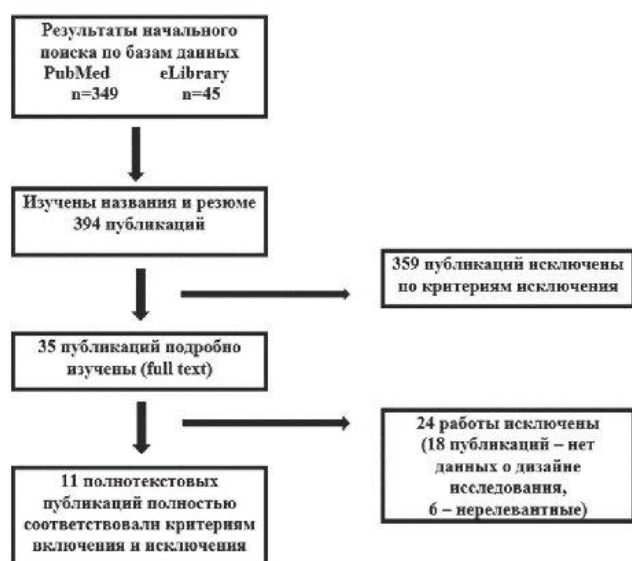 Результаты начального
поиска по базам данных
PubMed eLibrary
n=349 n=45
Изучены названия и резюме
394 публикаций
359 публикаций исключены
по критериям исключения
35 публикаций подробно
изучены (full text)
24 работы исключены
(18 публикаций – нет
данных о дизайне
исследования,
6 – нерелевантные)
11 полнотекстовых
публикаций полностью
соответствовали критериям
включения и исключения